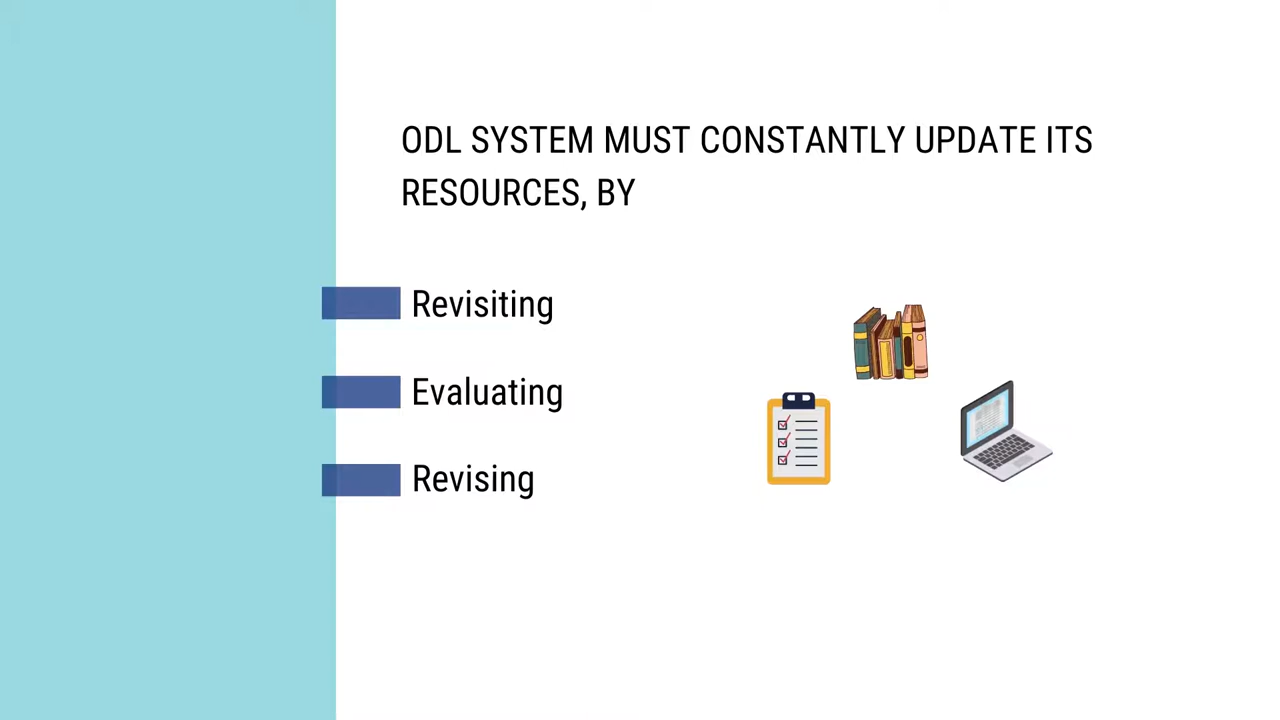 ODL SYSTEM MUST CONSTANTLY UPDATE ITS
RESOURCES, BY
Revisiting
Evaluating
Revising